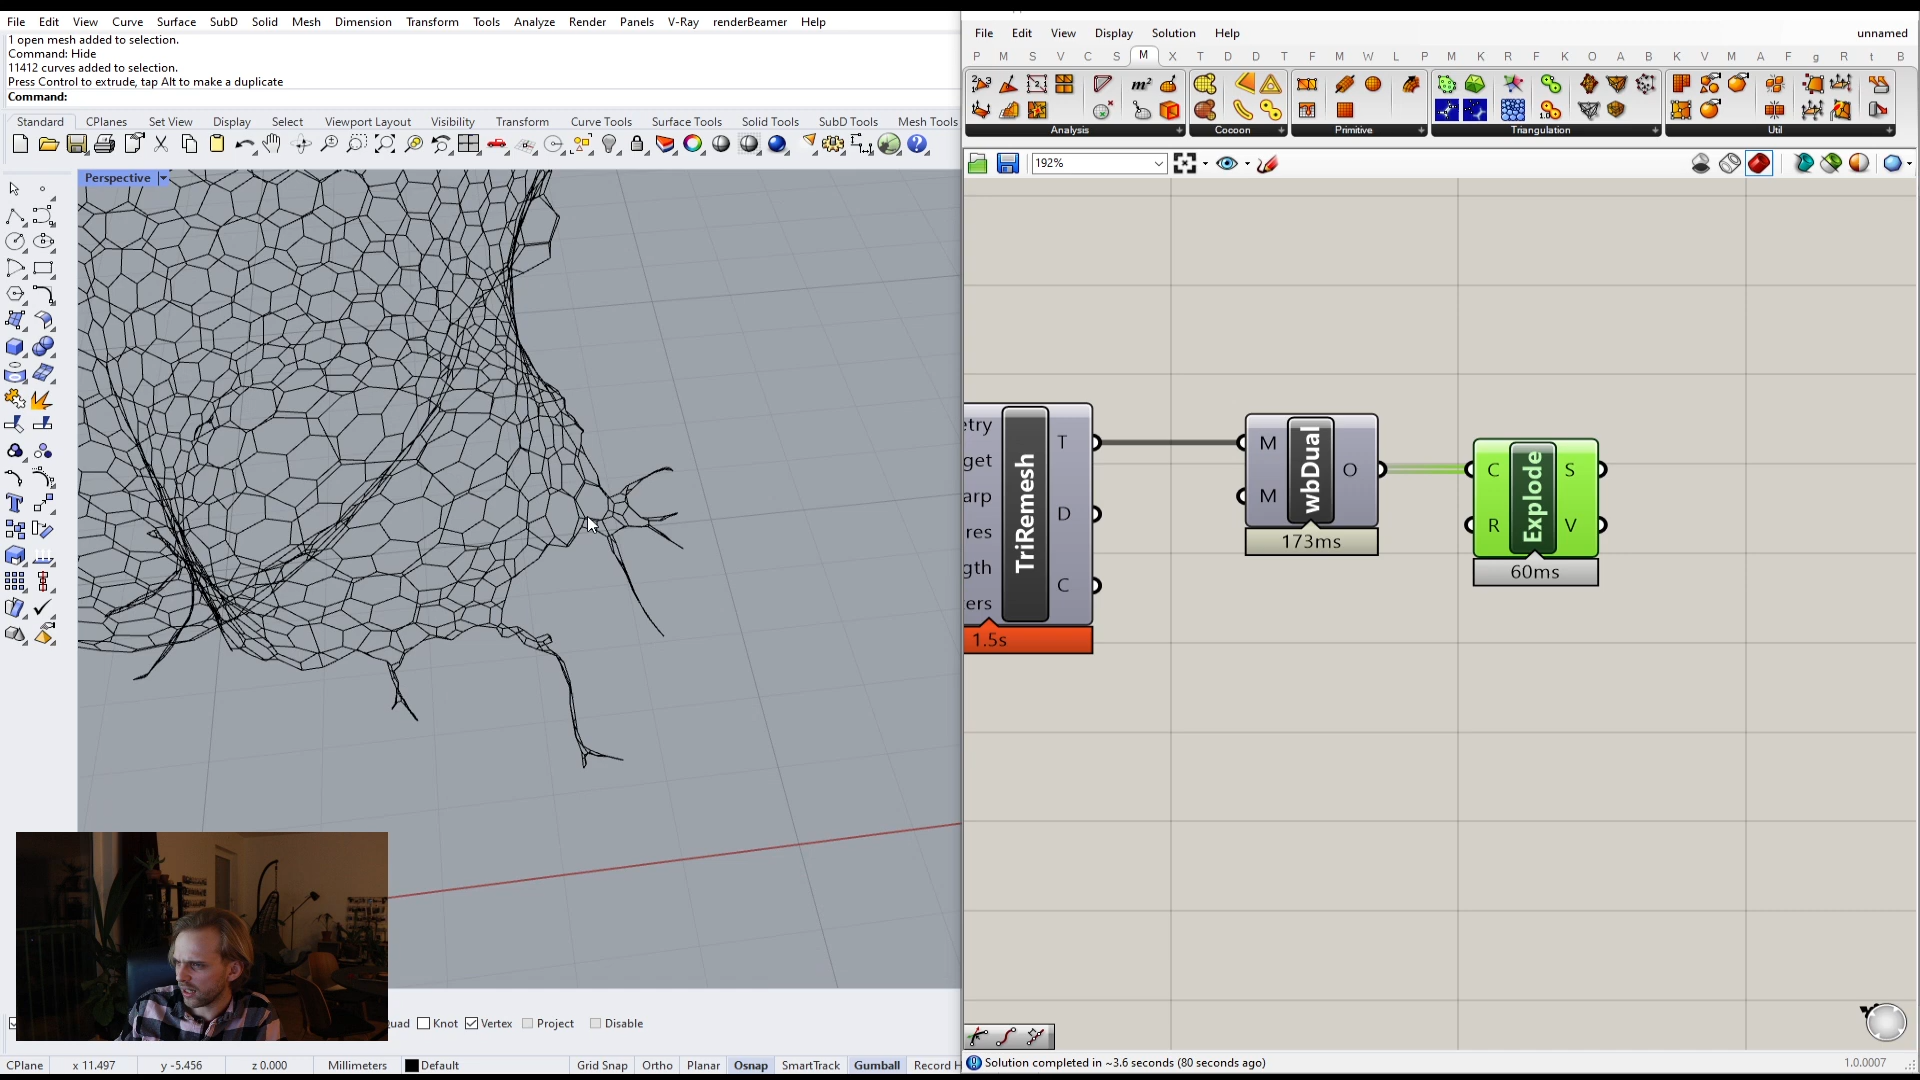 File Edit View Curve Surface SubD Solid Mesh Dimension Transform Tools Analyze Render Panels V-Ray renderBeamer Help
1 open mesh added to selection.
Command: Hide
11412 curves added to selection.
Press Control to extrude, tap Alt to make a duplicate
Command:
Standard CPlanes Set View Display Select Viewport Layout Visibility Transform Curve Tools Surface Tools Solid Tools SubD Tools Mesh Tools
Perspective
uad Knot Vertex Project Disable
CPlane x 11.497 y -5.456 z 0.000 Millimeters Default Grid Snap Ortho Planar Osnap SmartTrack Gumball Record H
File Edit View Display Solution Help unnamed
P M S V C S M X T D D T F M W L P M K R K O A B K V M A F g R t B
Analysis Cocoon Primitive Triangulation Util
192%
etry
get
arp
res
gth
ers
TriRemesh
T
D
C
1.5s
M
M
wbDual
O
173ms
C
R
Explode
S
V
60ms
Solution completed in ~3.6 seconds (80 seconds ago) 1.0.0007